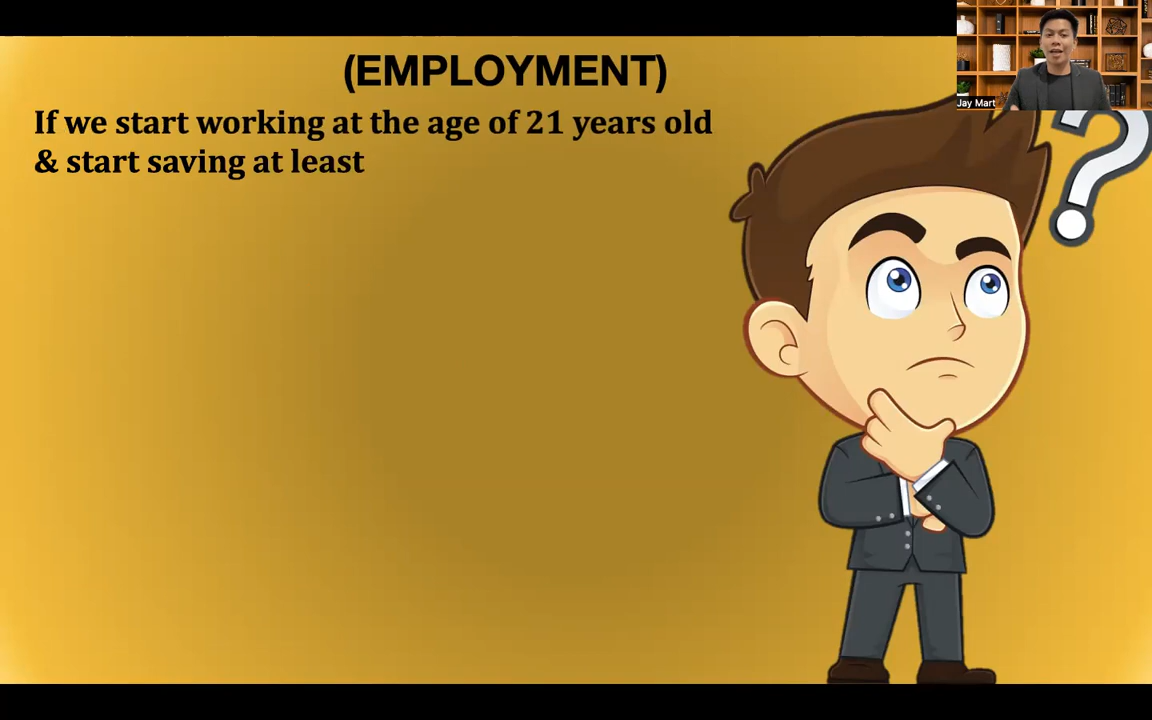 (EMPLOYMENT)
Jay Mart
If we start working at the age of 21 years old
& start saving at least
?